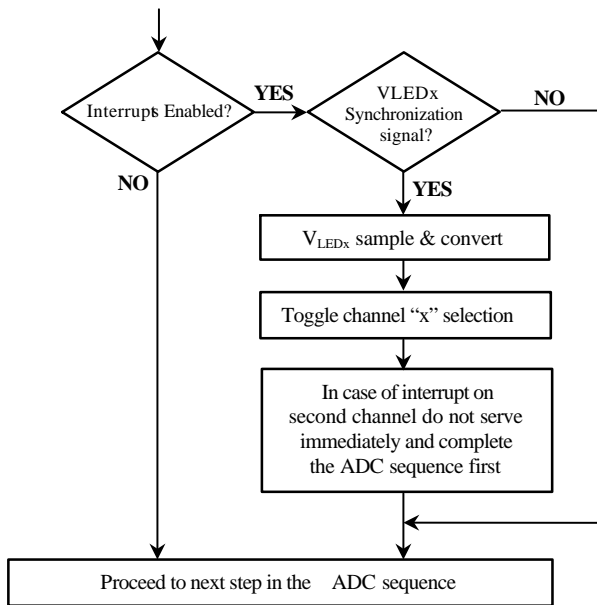 Interrupts Enabled?
YES
VLEDx
Synchronization
signal?
NO
NO
YES
VLEDx sample & convert
Toggle channel “x” selection
In case of interrupt on
second channel do not serve
immediately and complete
the ADC sequence first
Proceed to next step in the ADC sequence